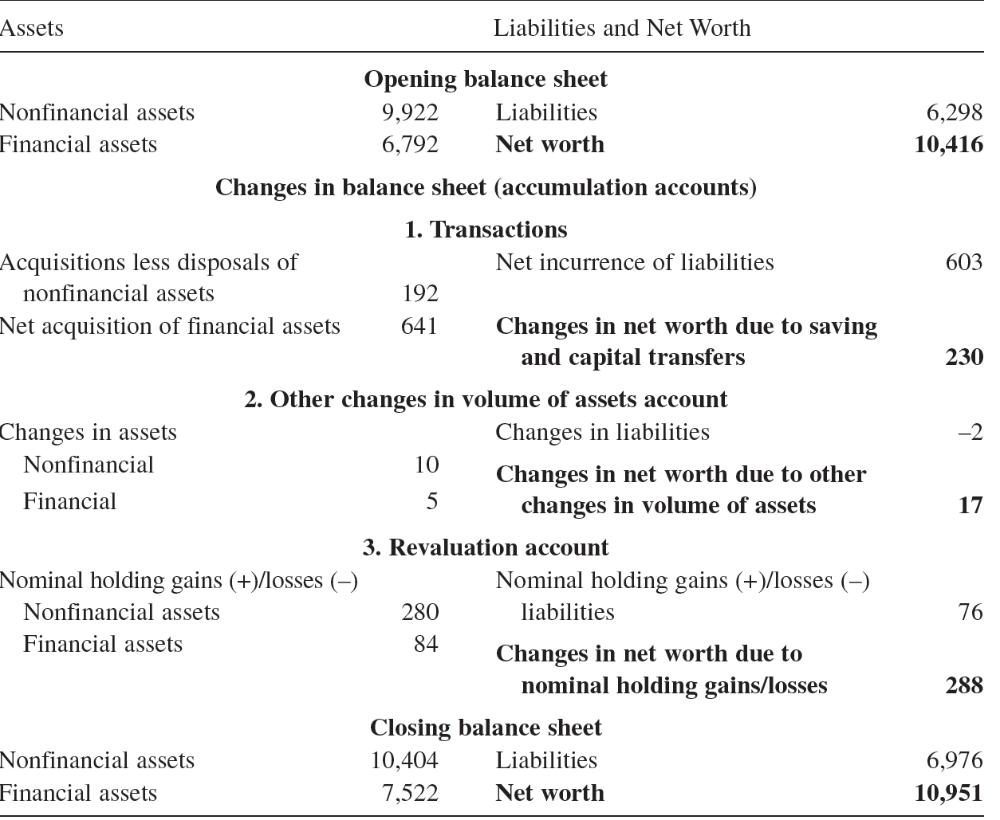 Assets Liabilities and Net Worth
Opening balance sheet
Nonfinancial assets 9,922 Liabilities 6,298
Financial assets 6,792 Net worth 10,416
Changes in balance sheet (accumulation accounts)
1. Transactions
Acquisitions less disposals of Net incurrence of liabilities 603
nonfinancial assets 192
Net acquisition of financial assets 641 Changes in net worth due to saving
and capital transfers 230
2. Other changes in volume of assets account
Changes in assets Changes in liabilities –2
Nonfinancial 10 Changes in net worth due to other
Financial 5 changes in volume of assets 17
3. Revaluation account
Nominal holding gains (+)/losses (–) Nominal holding gains (+)/losses (–)
Nonfinancial assets 280 liabilities 76
Financial assets 84 Changes in net worth due to
nominal holding gains/losses 288
Closing balance sheet
Nonfinancial assets 10,404 Liabilities 6,976
Financial assets 7,522 Net worth 10,951